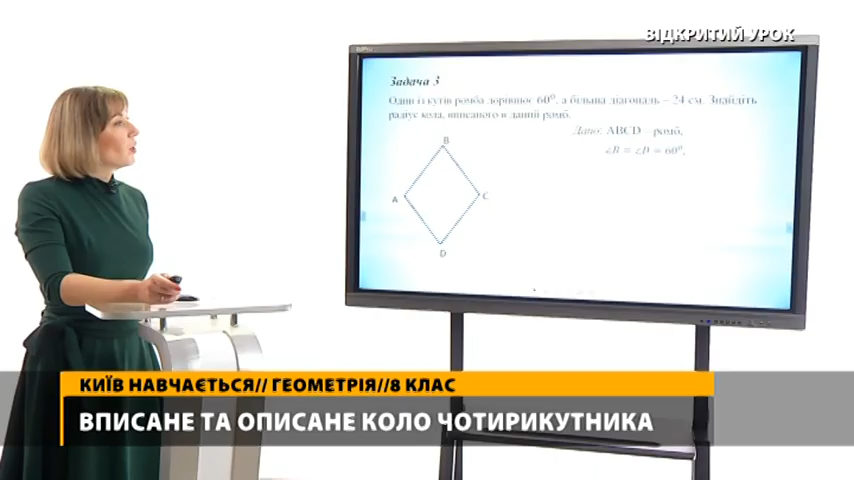 ВІДКРИТИЙ УРОК
Задача 3
Один із кутів ромба дорівнює 60⁰, а більша діагональ – 24 см. Знайдіть
радіус кола, вписаного в даний ромб.
Дано: ABCD – ромб,
∠B = ∠D = 60⁰,
B
A
C
D
КИЇВ НАВЧАЄТЬСЯ// ГЕОМЕТРІЯ//8 КЛАС
ВПИСАНЕ ТА ОПИСАНЕ КОЛО ЧОТИРИКУТНИКА